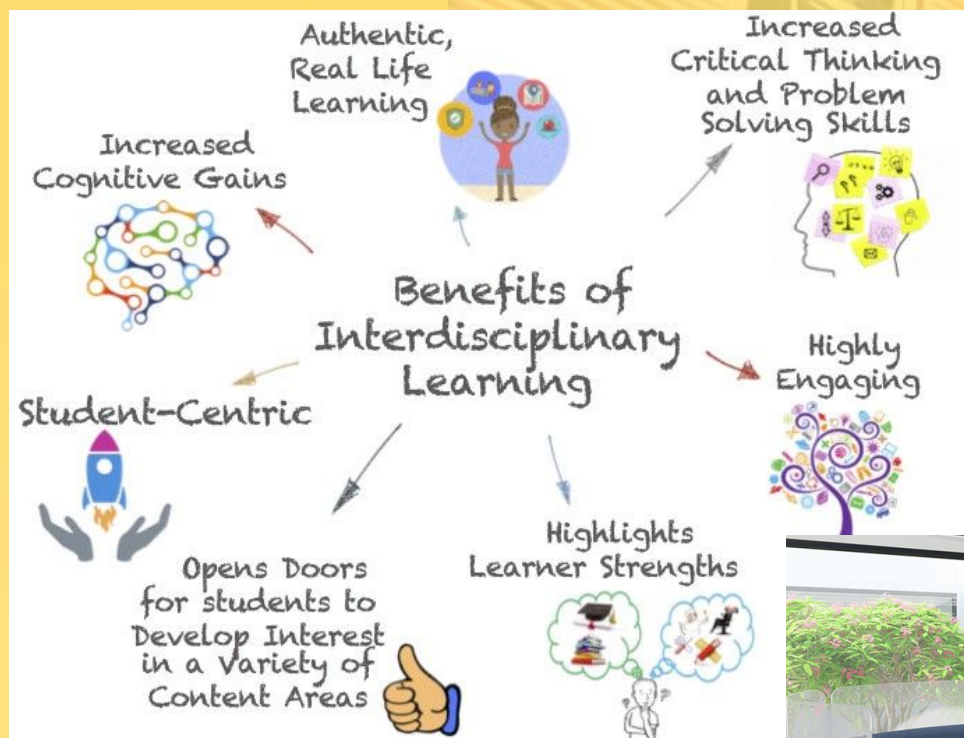 Benefits of
Interdisciplinary
Learning
Authentic,
Real Life
Learning
Increased
Critical Thinking
and Problem
Solving Skills
Highly
Engaging
Highlights
Learner Strengths
Opens Doors
for students to
Develop Interest
in a Variety of
Content Areas
Student-Centric
Increased
Cognitive Gains